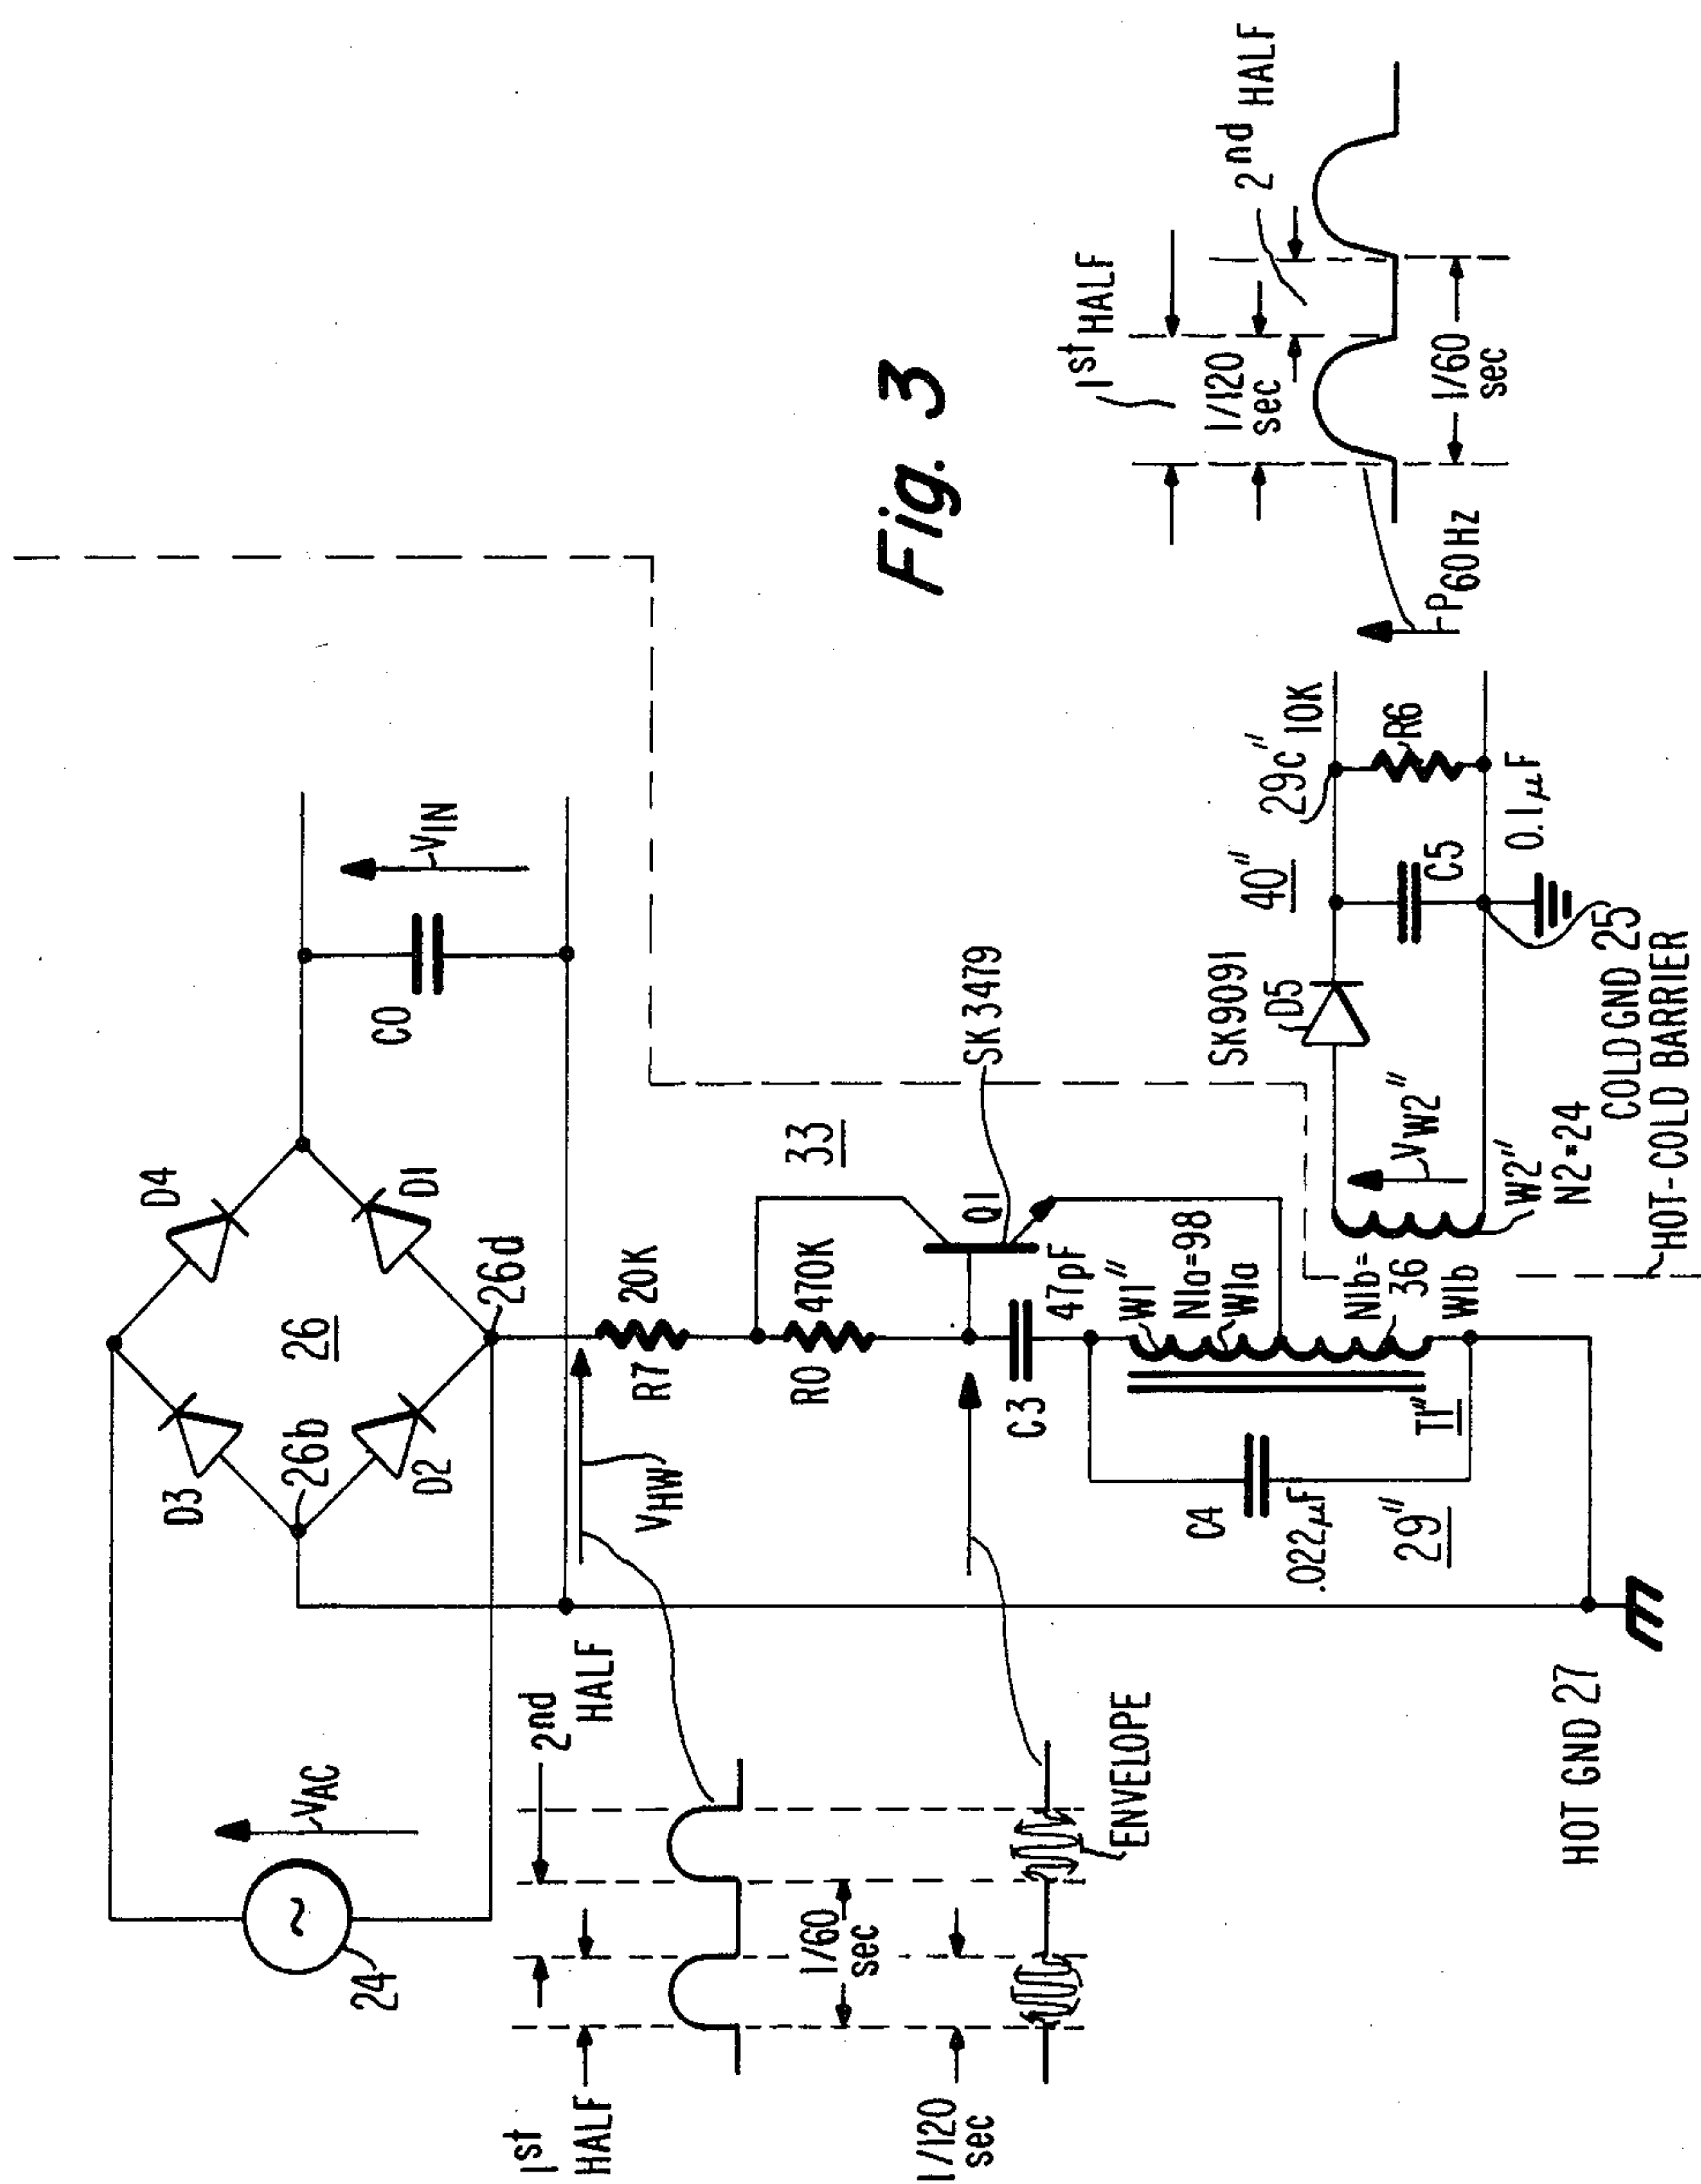 24
VAC
D3
D4
26
26b
D2
D1
26d
C0
VIN
1st
HALF
2nd
HALF
VHW
R7
20K
1/60
sec
1/120
sec
ENVELOPE
R0
470K
33
Q1
SK3479
C3
47pF
W1"
N1a=98
W1a
N1b=
36
W1b
C4
.022µF
T1"
29"
HOT GND 27
SK9091
D5
40"
29c"
10K
R6
C5
0.1µF
VW2"
W2"
N2=24
COLD GND 25
HOT-COLD BARRIER
P60Hz
1st HALF
2nd HALF
1/120
sec
1/60
sec
Fig. 3